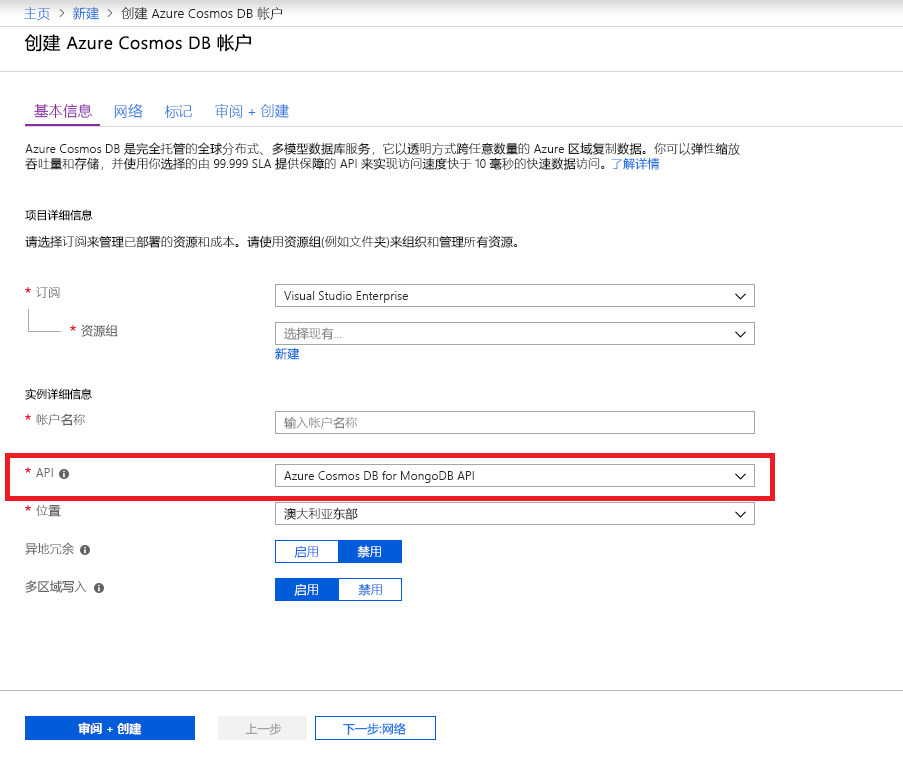 主页 > 新建 > 创建 Azure Cosmos DB 帐户
创建 Azure Cosmos DB 帐户
基本信息 网络 标记 审阅 + 创建
Azure Cosmos DB 是完全托管的全球分布式、多模型数据库服务，它以透明方式跨任意数量的 Azure 区域复制数据。你可以弹性缩放
吞吐量和存储，并使用你选择的由 99.999 SLA 提供保障的 API 来实现访问速度快于 10 毫秒的快速数据访问。了解详情
项目详细信息
请选择订阅来管理已部署的资源和成本。请使用资源组(例如文件夹)来组织和管理所有资源。
* 订阅 Visual Studio Enterprise
* 资源组 选择现有...
新建
实例详细信息
* 帐户名称 输入帐户名称
* API Azure Cosmos DB for MongoDB API
* 位置 澳大利亚东部
异地冗余 启用 禁用
多区域写入 启用 禁用
审阅 + 创建 上一步 下一步:网络